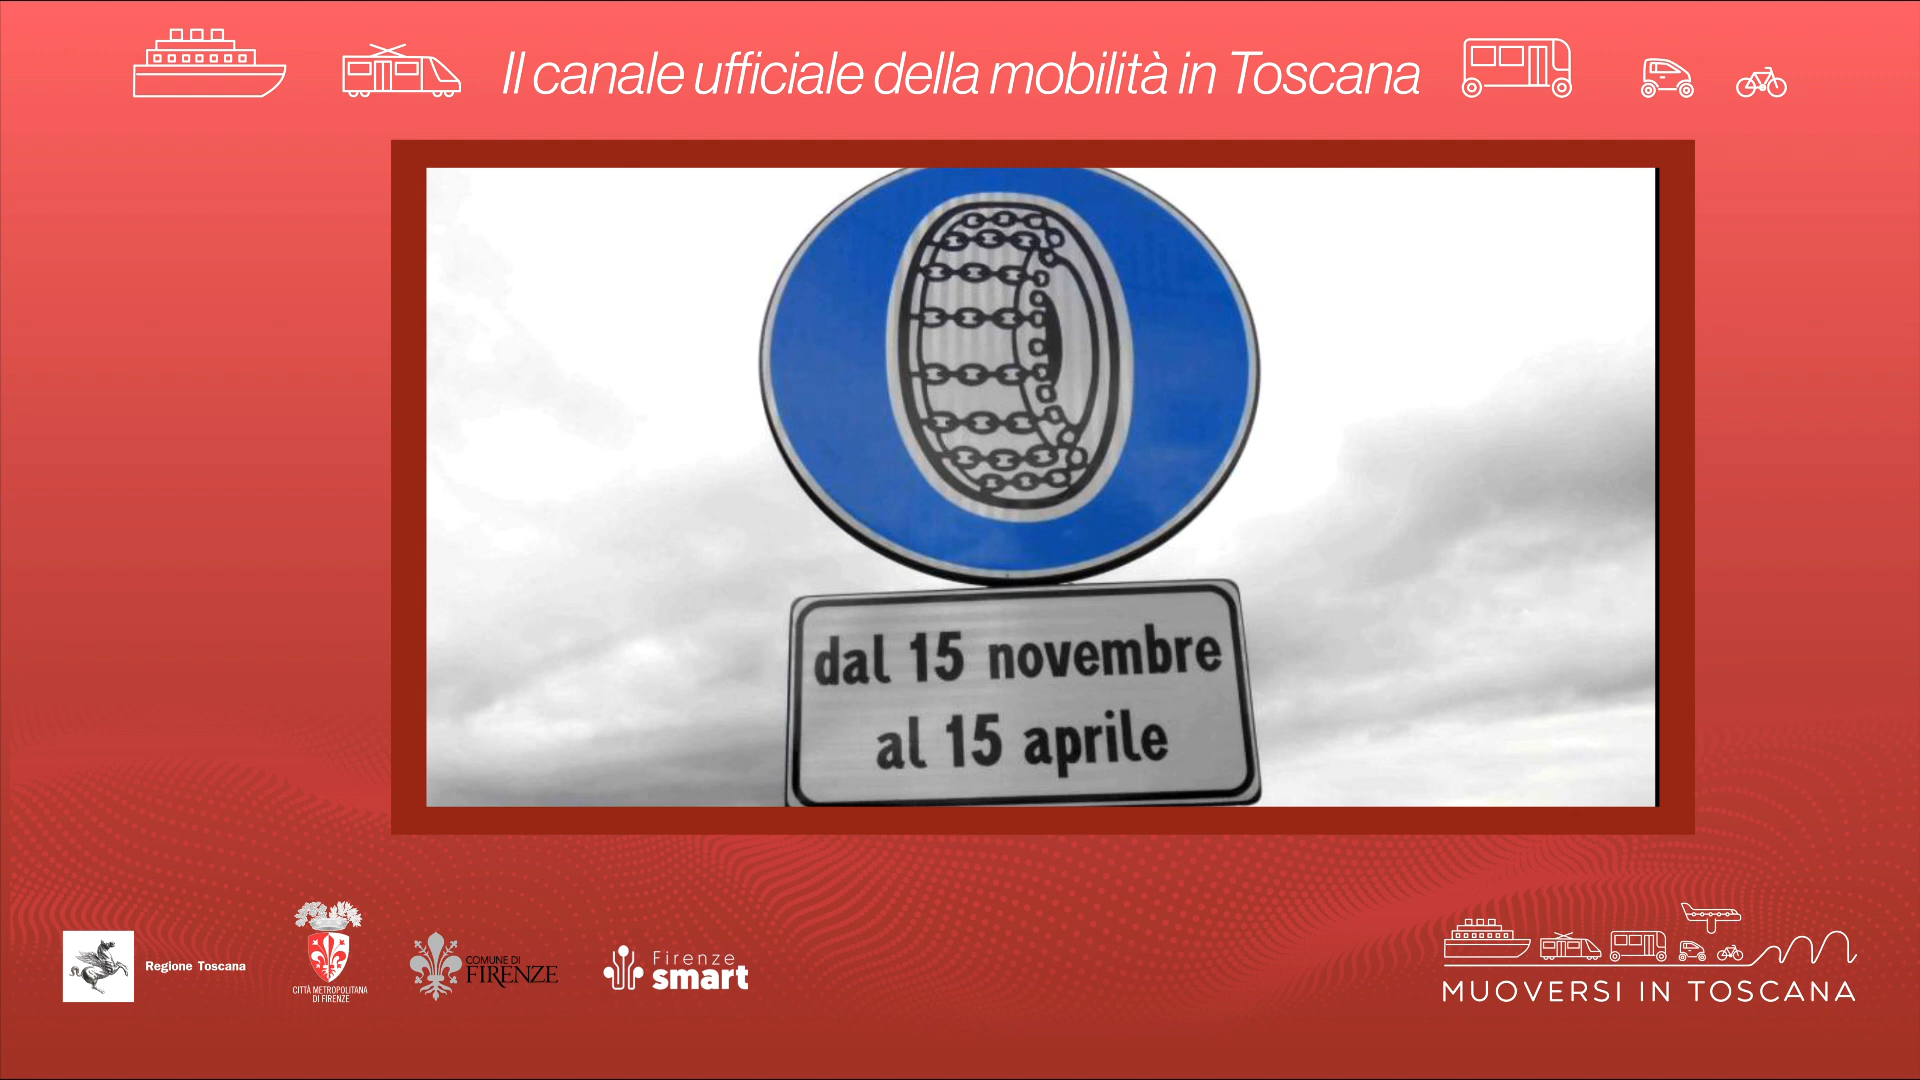 Il canale ufficiale della mobilità in Toscana
dal 15 novembre
al 15 aprile
Regione Toscana
CITTÀ METROPOLITANA
DI FIRENZE
COMUNE DI
FIRENZE
Firenze
smart
MUOVERSI IN TOSCANA